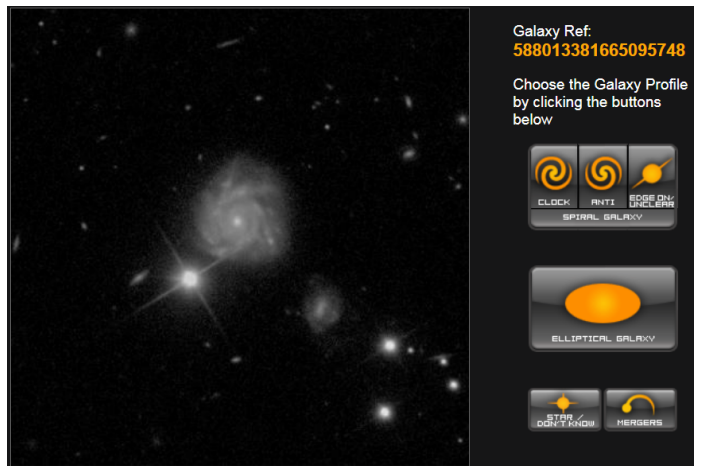 Galaxy Ref:
588013381665095748
Choose the Galaxy Profile
by clicking the buttons
below
CLOCK ANTI EDGE ON/
UNCLEAR
SPIRAL GALAXY
ELLIPTICAL GALAXY
STAR /
DON'T KNOW MERGERS